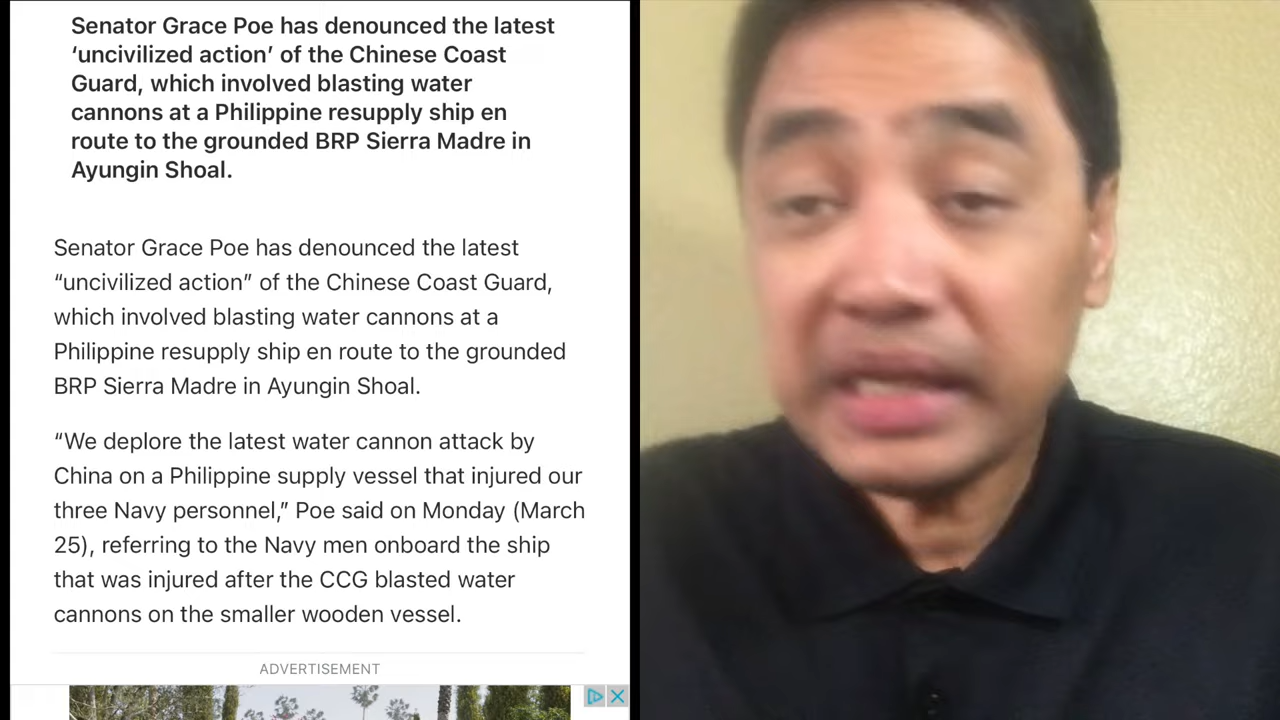 Senator Grace Poe has denounced the latest
‘uncivilized action’ of the Chinese Coast
Guard, which involved blasting water
cannons at a Philippine resupply ship en
route to the grounded BRP Sierra Madre in
Ayungin Shoal.
Senator Grace Poe has denounced the latest
“uncivilized action” of the Chinese Coast Guard,
which involved blasting water cannons at a
Philippine resupply ship en route to the grounded
BRP Sierra Madre in Ayungin Shoal.
“We deplore the latest water cannon attack by
China on a Philippine supply vessel that injured our
three Navy personnel,” Poe said on Monday (March
25), referring to the Navy men onboard the ship
that was injured after the CCG blasted water
cannons on the smaller wooden vessel.
ADVERTISEMENT